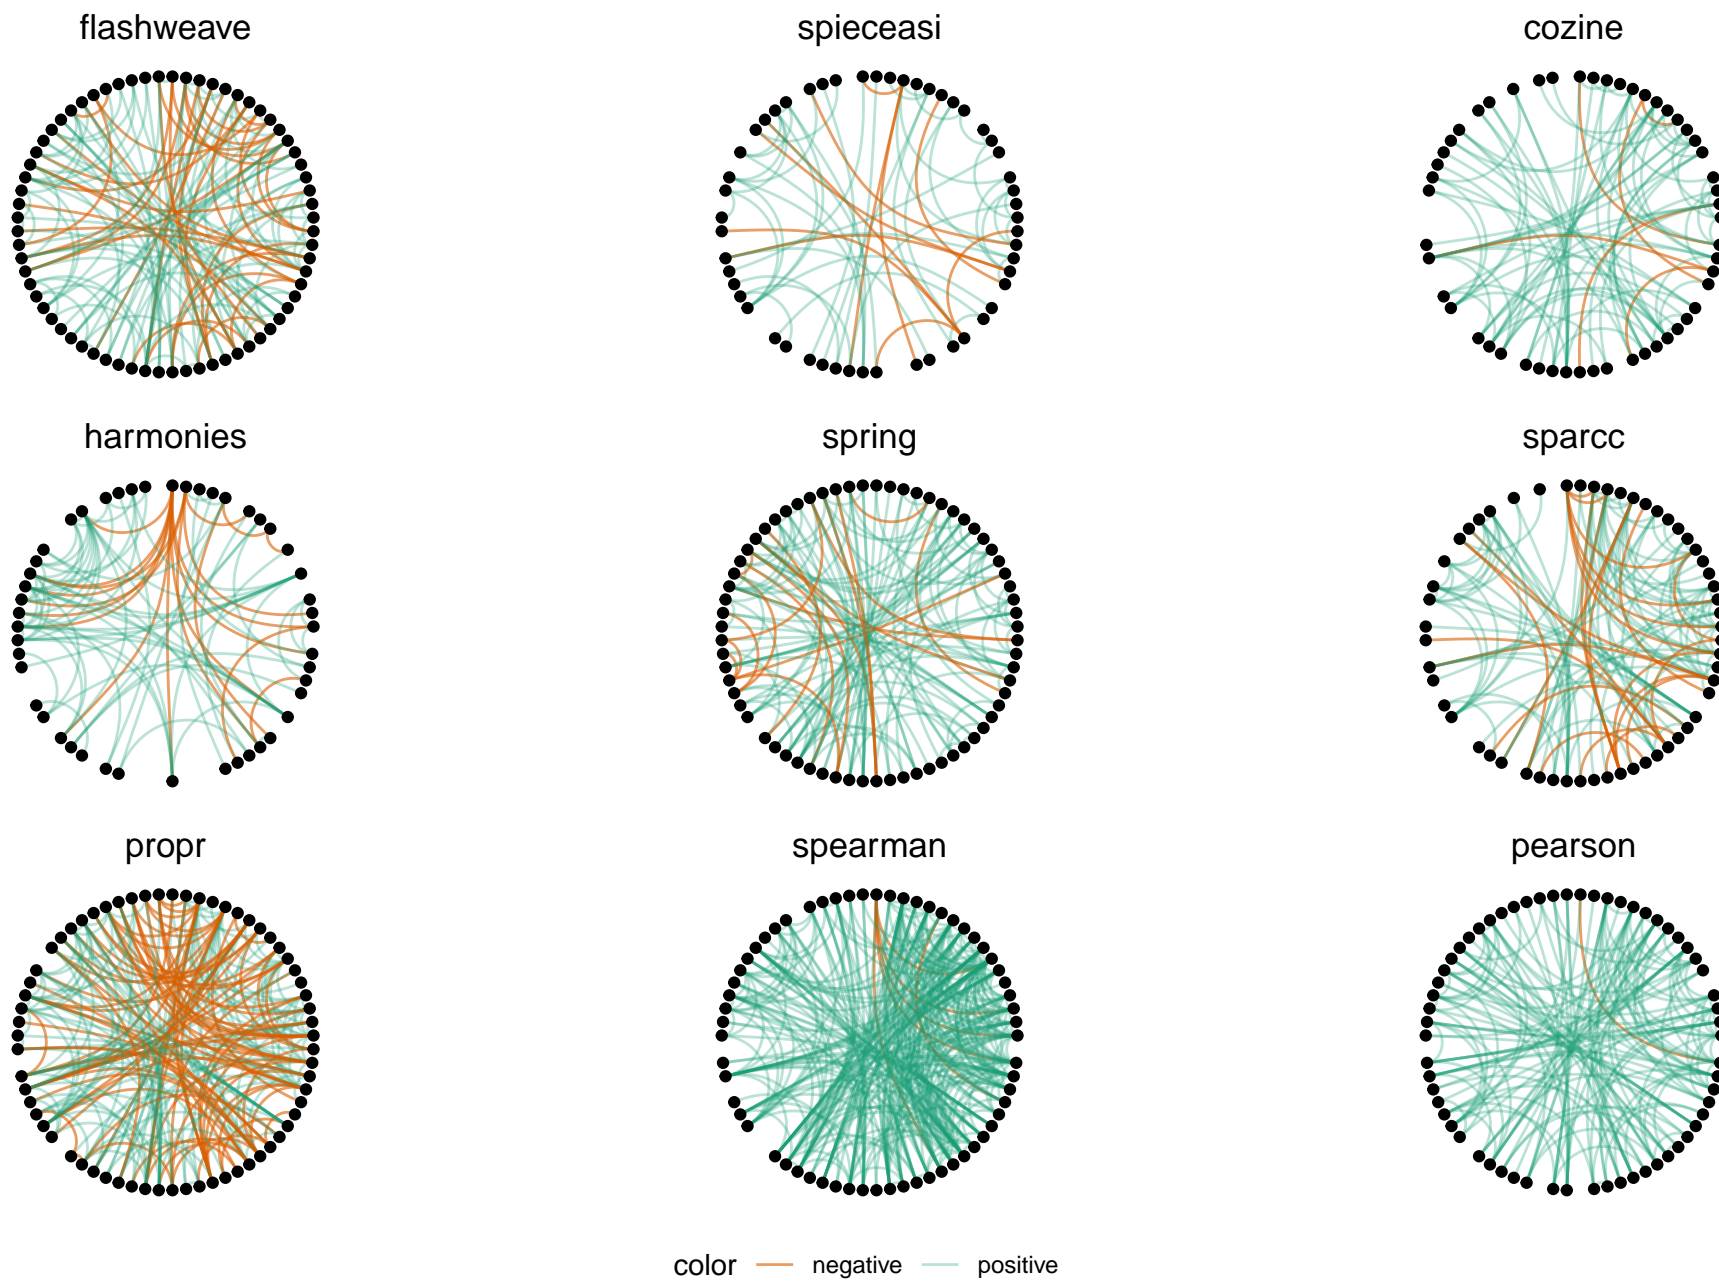 flashweave
spieceasi
cozine
harmonies
spring
sparcc
propr
spearman
pearson
color negative positive